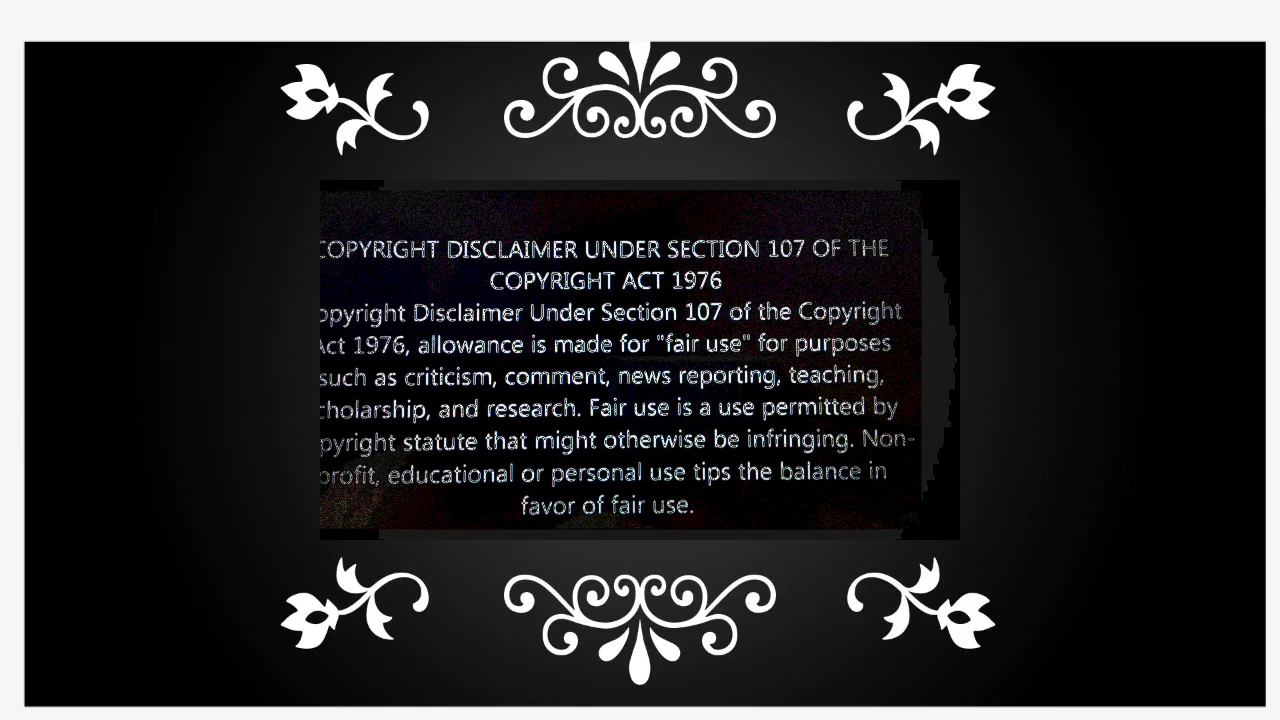 COPYRIGHT DISCLAIMER UNDER SECTION 107 OF THE
COPYRIGHT ACT 1976
opyright Disclaimer Under Section 107 of the Copyright
Act 1976, allowance is made for "fair use" for purposes
such as criticism, comment, news reporting, teaching,
cholarship, and research. Fair use is a use permitted by
pyright statute that might otherwise be infringing. Non-
profit, educational or personal use tips the balance in
favor of fair use.